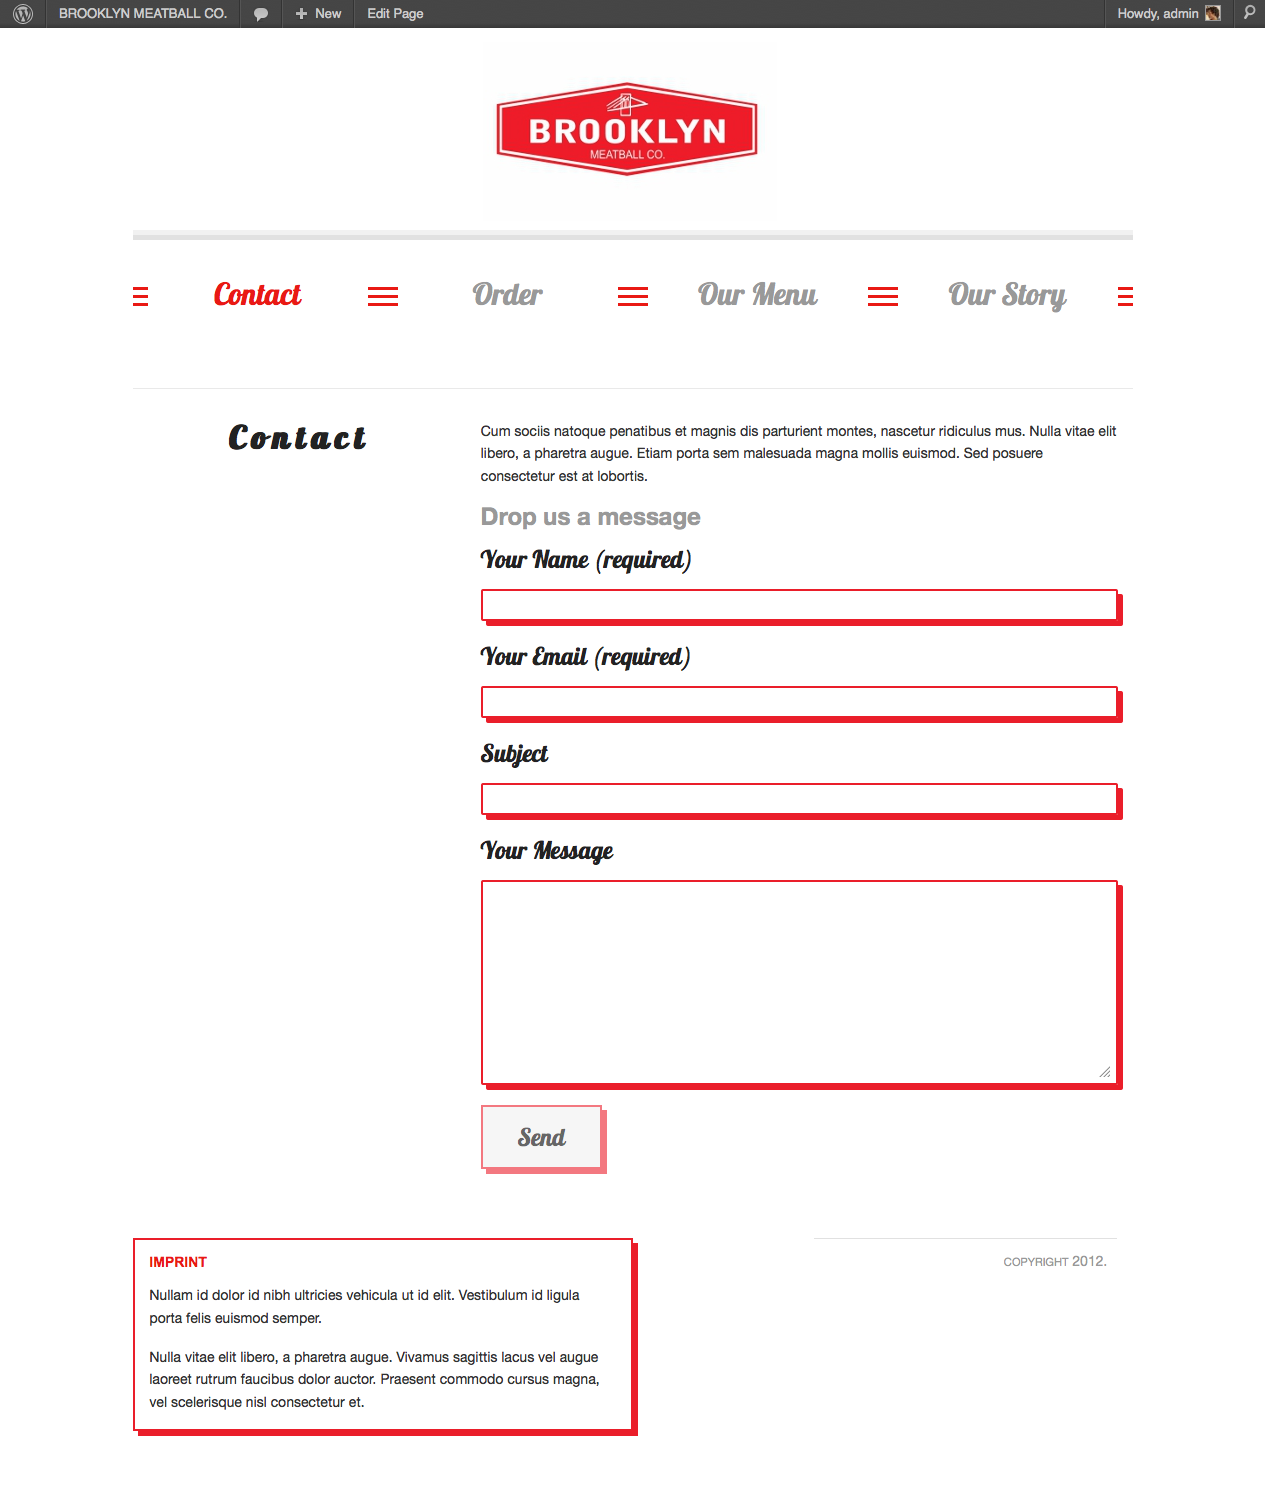 BROOKLYN MEATBALL CO.
New
Edit Page
Howdy, admin
BROOKLYN
MEATBALL CO.
Contact
Order
Our Menu
Our Story
Contact
Cum sociis natoque penatibus et magnis dis parturient montes, nascetur ridiculus mus. Nulla vitae elit
libero, a pharetra augue. Etiam porta sem malesuada magna mollis euismod. Sed posuere
consectetur est at lobortis.
Drop us a message
Your Name (required)
Your Email (required)
Subject
Your Message
Send
IMPRINT
Nullam id dolor id nibh ultricies vehicula ut id elit. Vestibulum id ligula
porta felis euismod semper.
Nulla vitae elit libero, a pharetra augue. Vivamus sagittis lacus vel augue
laoreet rutrum faucibus dolor auctor. Praesent commodo cursus magna,
vel scelerisque nisl consectetur et.
COPYRIGHT 2012.